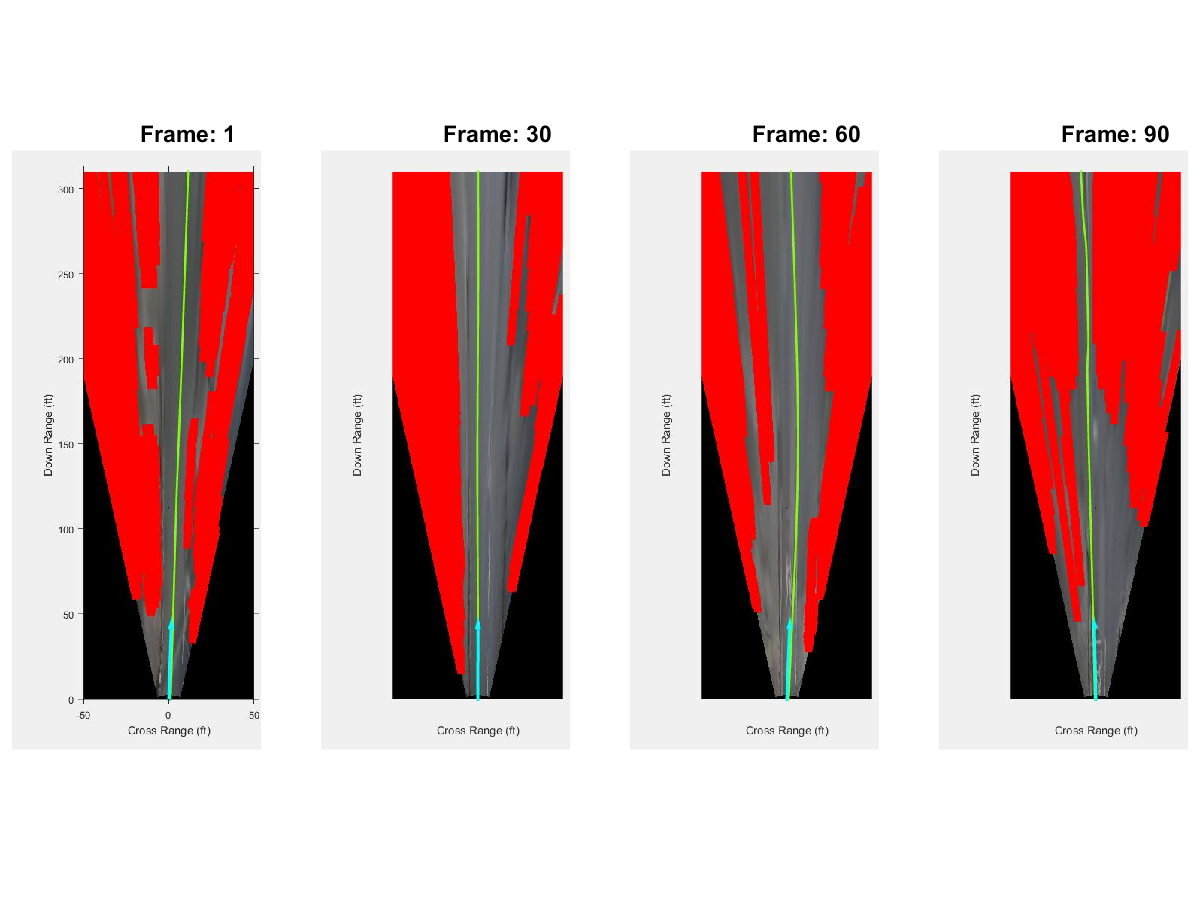 Frame: 1
300
250
200
150
100
50
0
-50
0
50
Down Range (ft)
Cross Range (ft)
Frame: 30
Down Range (ft)
Cross Range (ft)
Frame: 60
Down Range (ft)
Cross Range (ft)
Frame: 90
Down Range (ft)
Cross Range (ft)